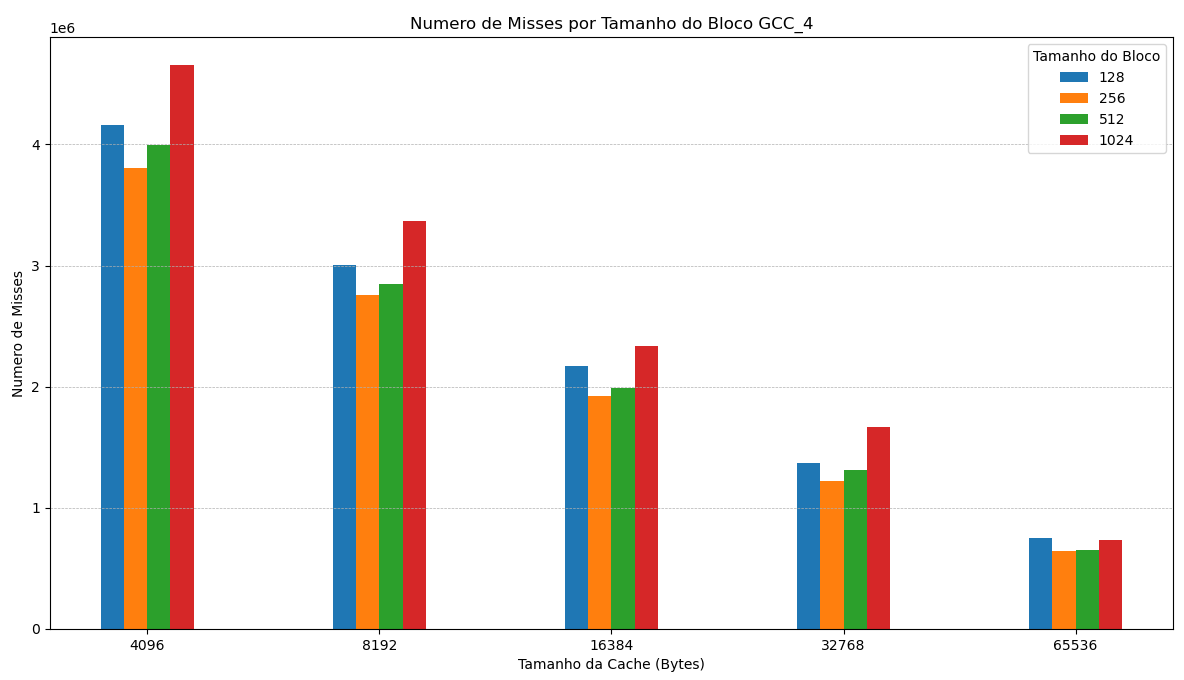 Numero de Misses por Tamanho do Bloco GCC_4
1e6
Tamanho do Bloco
128
256
512
1024
4
3
2
1
0
Numero de Misses
4096
8192
16384
32768
65536
Tamanho da Cache (Bytes)